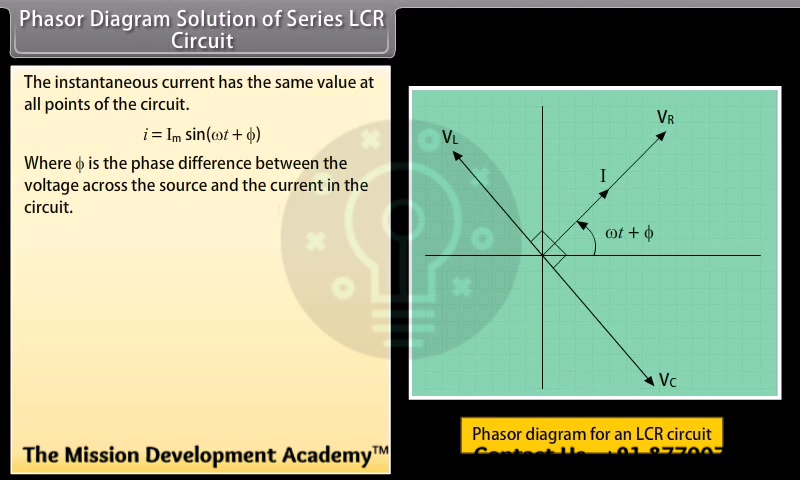 Phasor Diagram Solution of Series LCR
Circuit
The instantaneous current has the same value at
all points of the circuit.
i = Im sin(ωt + ϕ)
Where ϕ is the phase difference between the
voltage across the source and the current in the
circuit.
The Mission Development Academy™
VL
VR
I
ωt + ϕ
VC
Phasor diagram for an LCR circuit